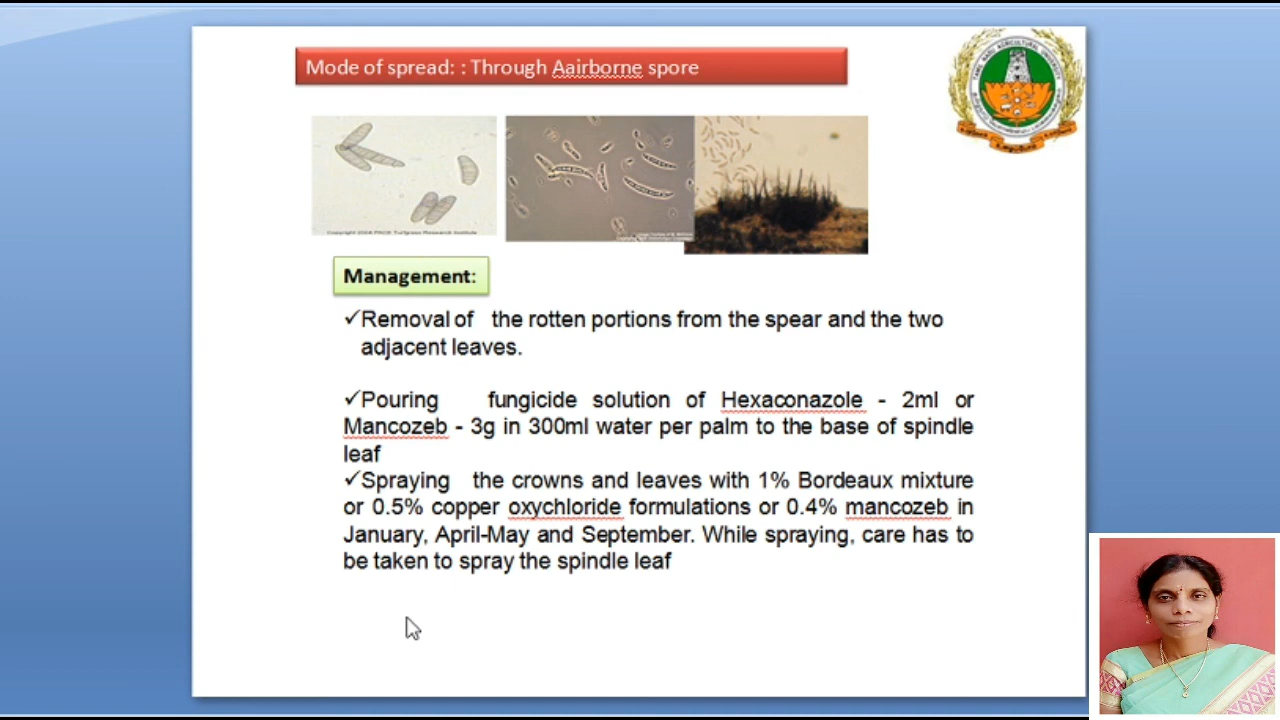 Mode of spread: : Through Aairborne spore
TAMIL NADU AGRICULTURAL UNIVERSITY
Management:
✓Removal of the rotten portions from the spear and the two
adjacent leaves.
✓Pouring fungicide solution of Hexaconazole - 2ml or
Mancozeb - 3g in 300ml water per palm to the base of spindle
leaf
✓Spraying the crowns and leaves with 1% Bordeaux mixture
or 0.5% copper oxychloride formulations or 0.4% mancozeb in
January, April-May and September. While spraying, care has to
be taken to spray the spindle leaf